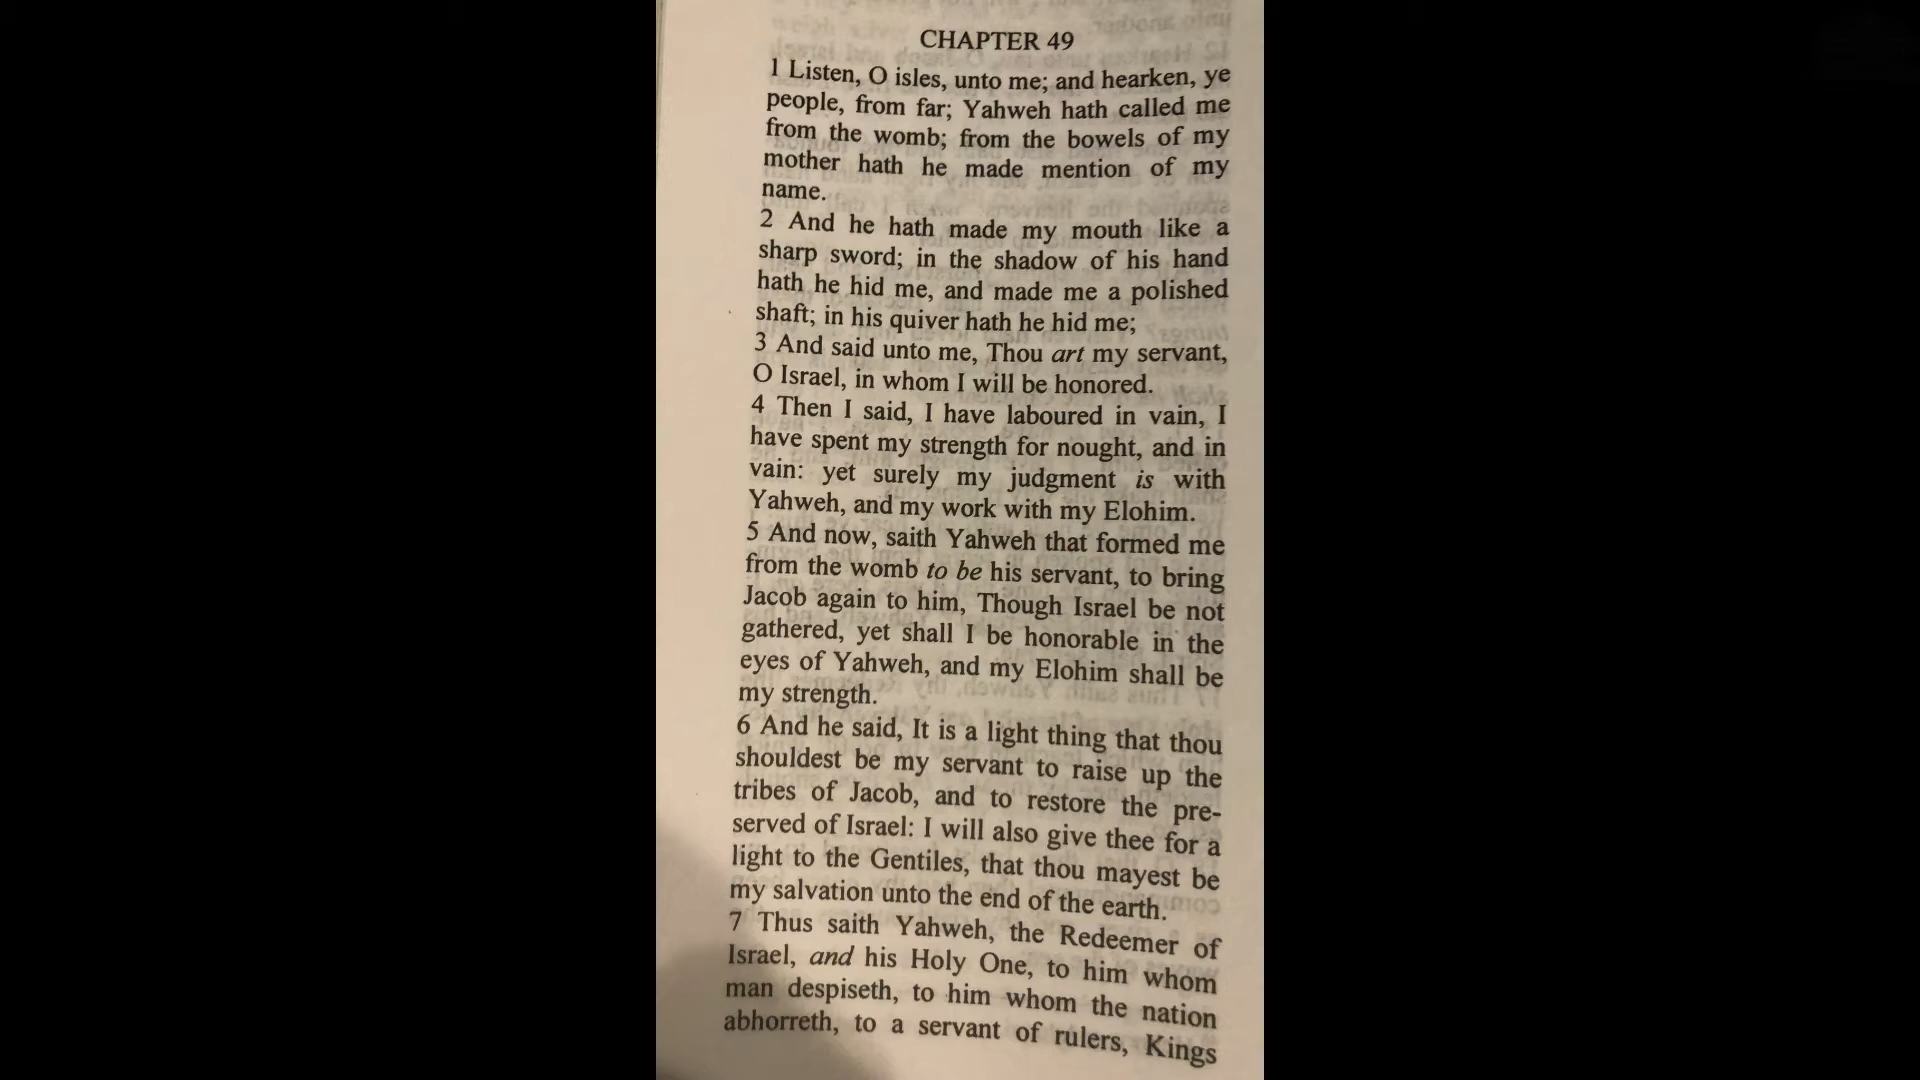 unto another.
CHAPTER 49
1 Listen, O isles, unto me; and hearken, ye
people, from far; Yahweh hath called me
from the womb; from the bowels of my
mother hath he made mention of my
name.
2 And he hath made my mouth like a
sharp sword; in the shadow of his hand
hath he hid me, and made me a polished
shaft; in his quiver hath he hid me;
3 And said unto me, Thou art my servant,
O Israel, in whom I will be honored.
4 Then I said, I have laboured in vain, I
have spent my strength for nought, and in
vain: yet surely my judgment is with
Yahweh, and my work with my Elohim.
5 And now, saith Yahweh that formed me
from the womb to be his servant, to bring
Jacob again to him, Though Israel be not
gathered, yet shall I be honorable in the
eyes of Yahweh, and my Elohim shall be
my strength.
6 And he said, It is a light thing that thou
shouldest be my servant to raise up the
tribes of Jacob, and to restore the pre-
served of Israel: I will also give thee for a
light to the Gentiles, that thou mayest be
my salvation unto the end of the earth.
7 Thus saith Yahweh, the Redeemer of
Israel, and his Holy One, to him whom
man despiseth, to him whom the nation
abhorreth, to a servant of rulers, Kings